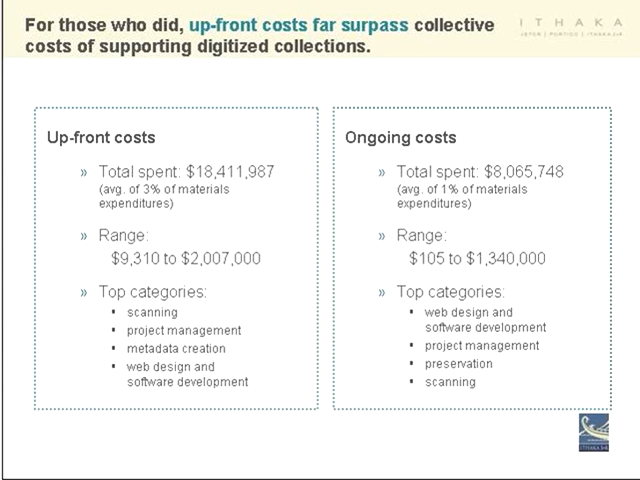 For those who did, up-front costs far surpass collective
costs of supporting digitized collections.
ITHAKA
JSTOR | PORTICO | ITHAKA S+R
Up-front costs
» Total spent: $18,411,987
(avg. of 3% of materials
expenditures)
» Range:
$9,310 to $2,007,000
» Top categories:
▪ scanning
▪ project management
▪ metadata creation
▪ web design and
software development
Ongoing costs
» Total spent: $8,065,748
(avg. of 1% of materials
expenditures)
» Range:
$105 to $1,340,000
» Top categories:
▪ web design and
software development
▪ project management
▪ preservation
▪ scanning
ITHAKA S+R